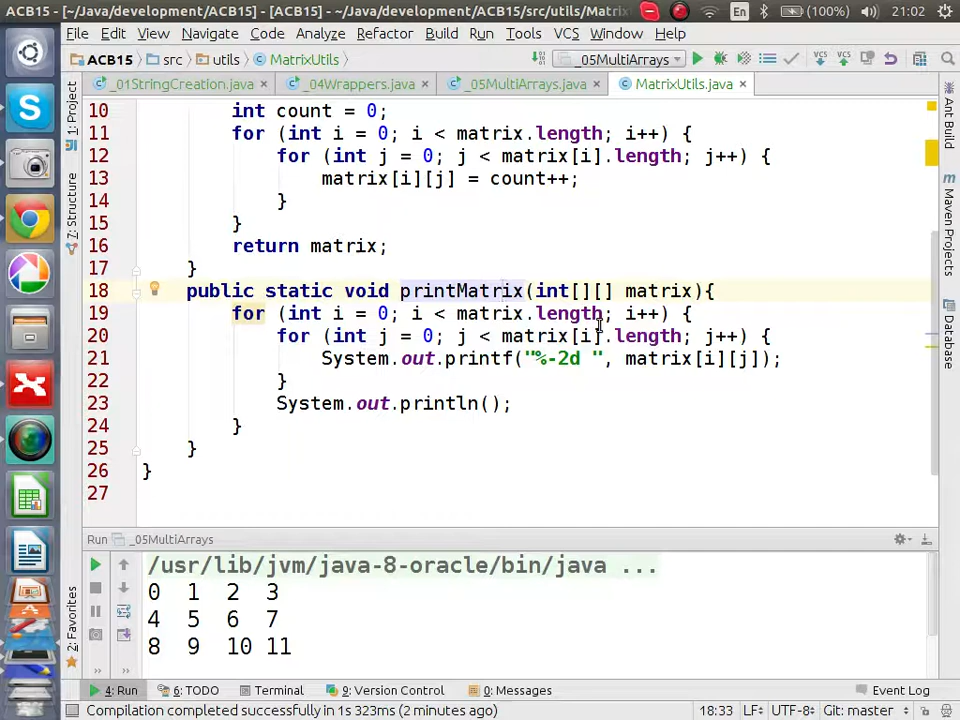 ACB15 - [~/Java/development/ACB15] - [ACB15] - ~/Java/development/ACB15/src/utils/Matrix
En (100%) 21:02
File Edit View Navigate Code Analyze Refactor Build Run Tools VCS Window Help
ACB15 src utils MatrixUtils _05MultiArrays VCS VCS
_01StringCreation.java _04Wrappers.java _05MultiArrays.java MatrixUtils.java
1: Project
7: Structure
2: Favorites
10 int count = 0;
11 for (int i = 0; i < matrix.length; i++) {
12 for (int j = 0; j < matrix[i].length; j++) {
13 matrix[i][j] = count++;
14 }
15 }
16 return matrix;
17 }
18 public static void printMatrix(int[][] matrix){
19 for (int i = 0; i < matrix.length; i++) {
20 for (int j = 0; j < matrix[i].length; j++) {
21 System.out.printf("%-2d ", matrix[i][j]);
22 }
23 System.out.println();
24 }
25 }
26 }
27
Ant Build
m Maven Projects
Database
Run _05MultiArrays
/usr/lib/jvm/java-8-oracle/bin/java ...
0 1 2 3
4 5 6 7
8 9 10 11
4: Run 6: TODO Terminal 9: Version Control 0: Messages Event Log
Compilation completed successfully in 1s 323ms (2 minutes ago) 18:33 LF UTF-8 Git: master